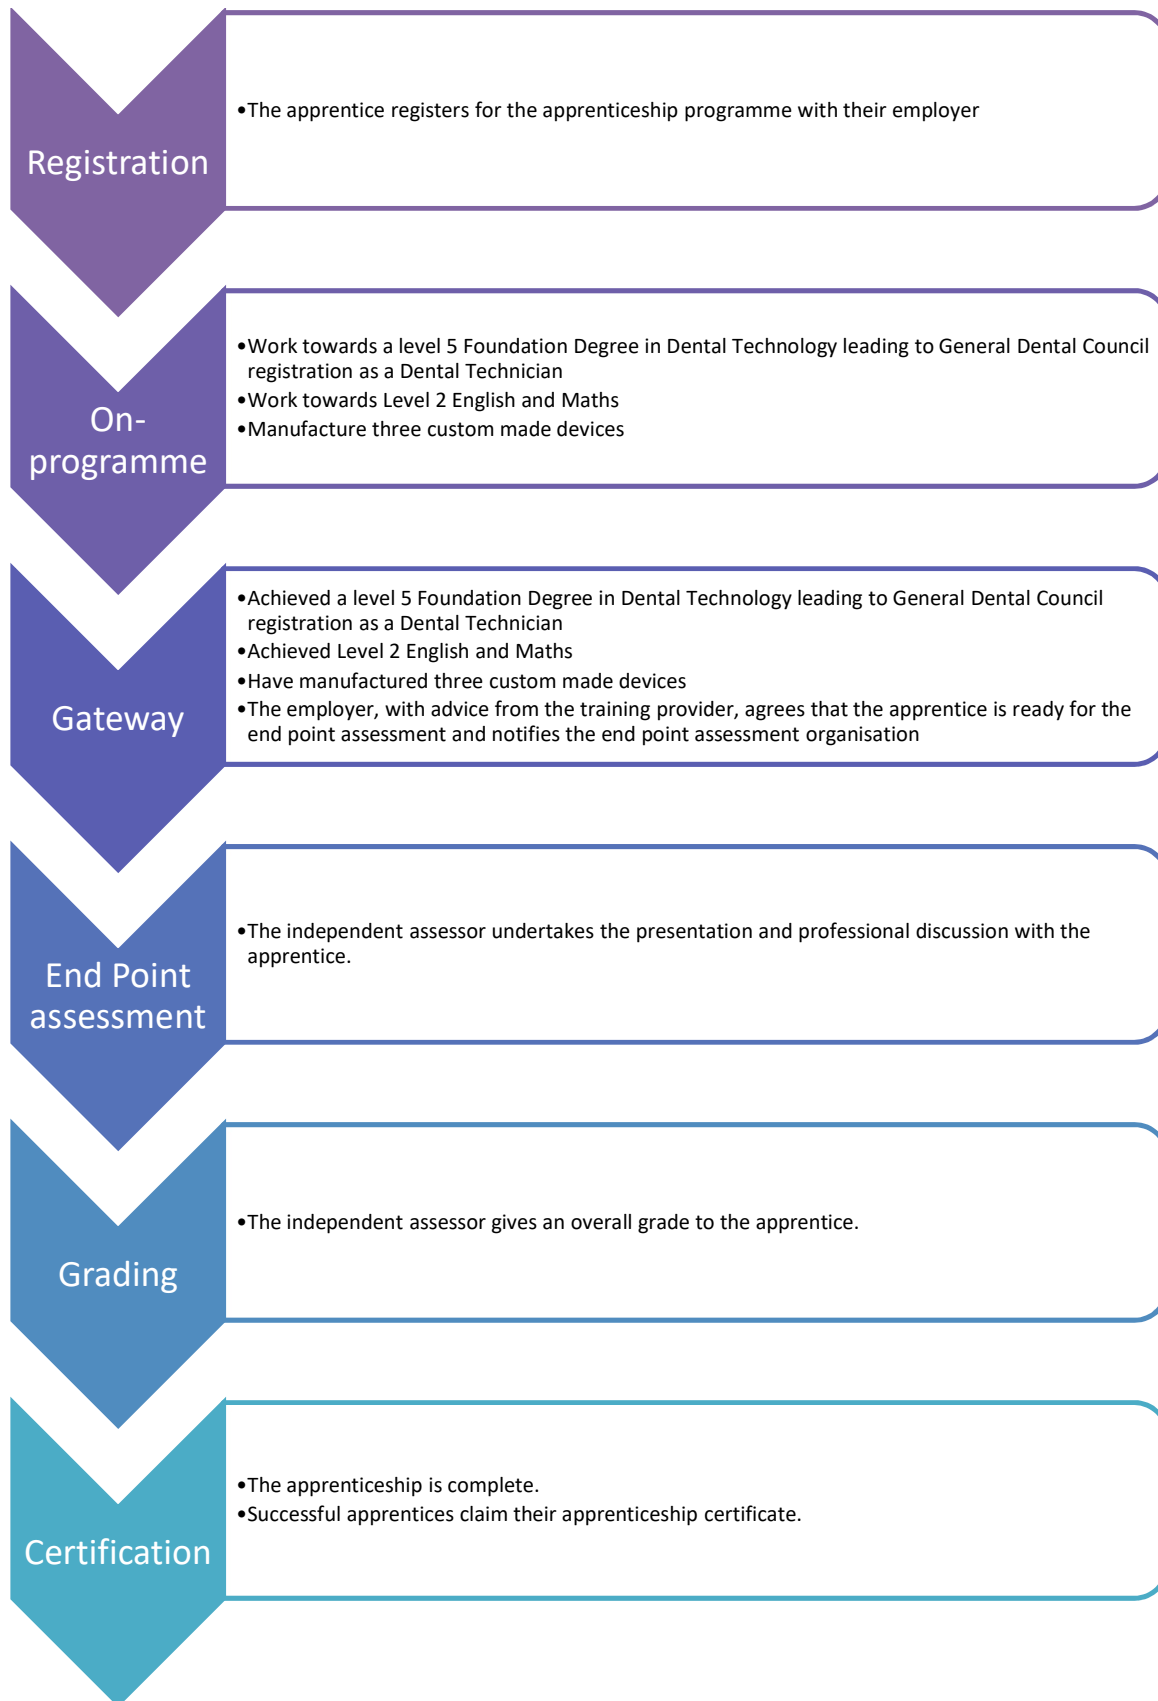 Registration
•The apprentice registers for the apprenticeship programme with their employer
On-
programme
•Work towards a level 5 Foundation Degree in Dental Technology leading to General Dental Council
registration as a Dental Technician
•Work towards Level 2 English and Maths
•Manufacture three custom made devices
Gateway
•Achieved a level 5 Foundation Degree in Dental Technology leading to General Dental Council
registration as a Dental Technician
•Achieved Level 2 English and Maths
•Have manufactured three custom made devices
•The employer, with advice from the training provider, agrees that the apprentice is ready for the
end point assessment and notifies the end point assessment organisation
End Point
assessment
•The independent assessor undertakes the presentation and professional discussion with the
apprentice.
Grading
•The independent assessor gives an overall grade to the apprentice.
Certification
•The apprenticeship is complete.
•Successful apprentices claim their apprenticeship certificate.